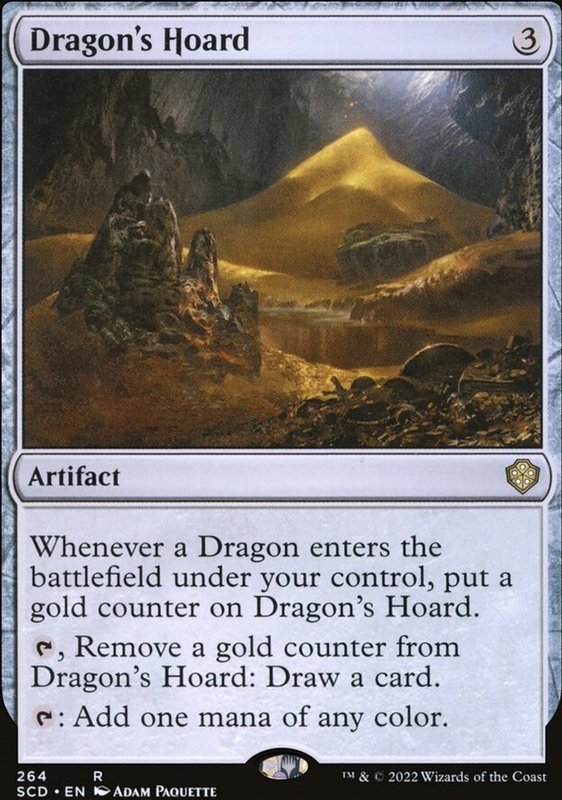 Dragon's Hoard 3
Artifact
Whenever a Dragon enters the
battlefield under your control, put a
gold counter on Dragon's Hoard.
, Remove a gold counter from
Dragon's Hoard: Draw a card.
: Add one mana of any color.
264 R
SCD • EN Adam Paquette
™ & © 2022 Wizards of the Coast